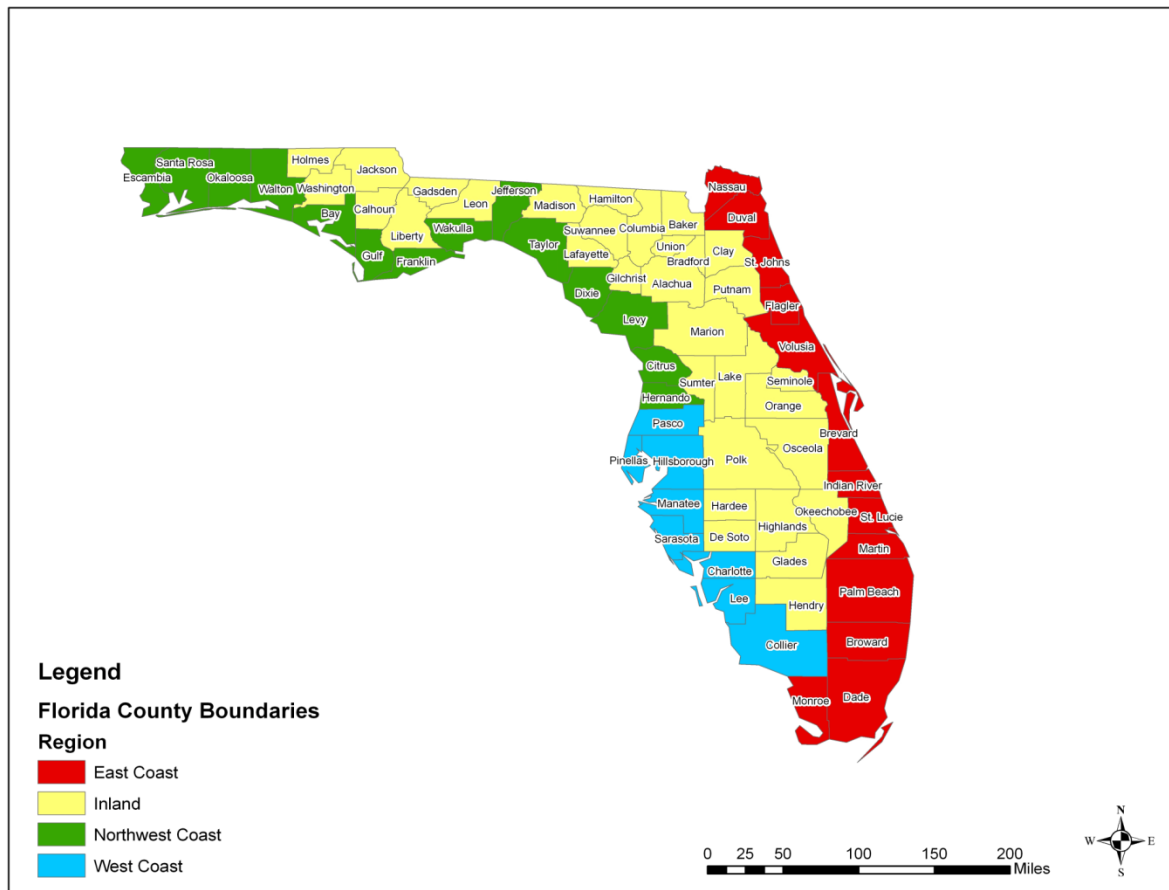 Santa Rosa
Holmes
Jackson
Escambia
Okaloosa
Walton
Washington
Gadsden
Jefferson
Nassau
Bay
Calhoun
Leon
Madison
Hamilton
Duval
Liberty
Wakulla
Suwannee
Columbia
Baker
Gulf
Franklin
Taylor
Lafayette
Union
Bradford
Clay
St. Johns
Dixie
Gilchrist
Alachua
Putnam
Flagler
Levy
Marion
Volusia
Citrus
Sumter
Lake
Seminole
Hernando
Orange
Pasco
Osceola
Brevard
Pinellas
Hillsborough
Polk
Indian River
Manatee
Hardee
Okeechobee
St. Lucie
Sarasota
De Soto
Highlands
Martin
Charlotte
Glades
Lee
Hendry
Palm Beach
Collier
Broward
Monroe
Dade
Legend
Florida County Boundaries
Region
East Coast
Inland
Northwest Coast
West Coast
0 25 50 100 150 200
Miles
N
W E
S